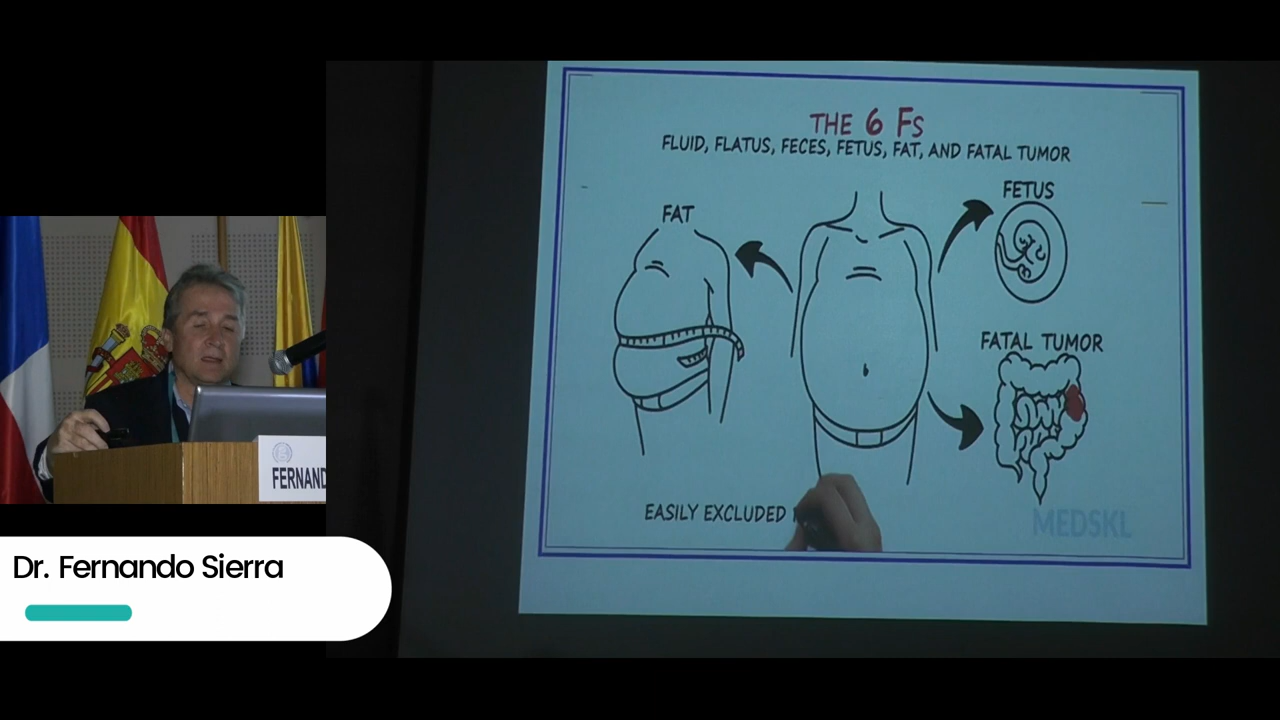 THE 6 Fs
FLUID, FLATUS, FECES, FETUS, FAT, AND FATAL TUMOR
FAT
FETUS
FATAL TUMOR
EASILY EXCLUDED
MEDSKL
FERNAND
Dr. Fernando Sierra